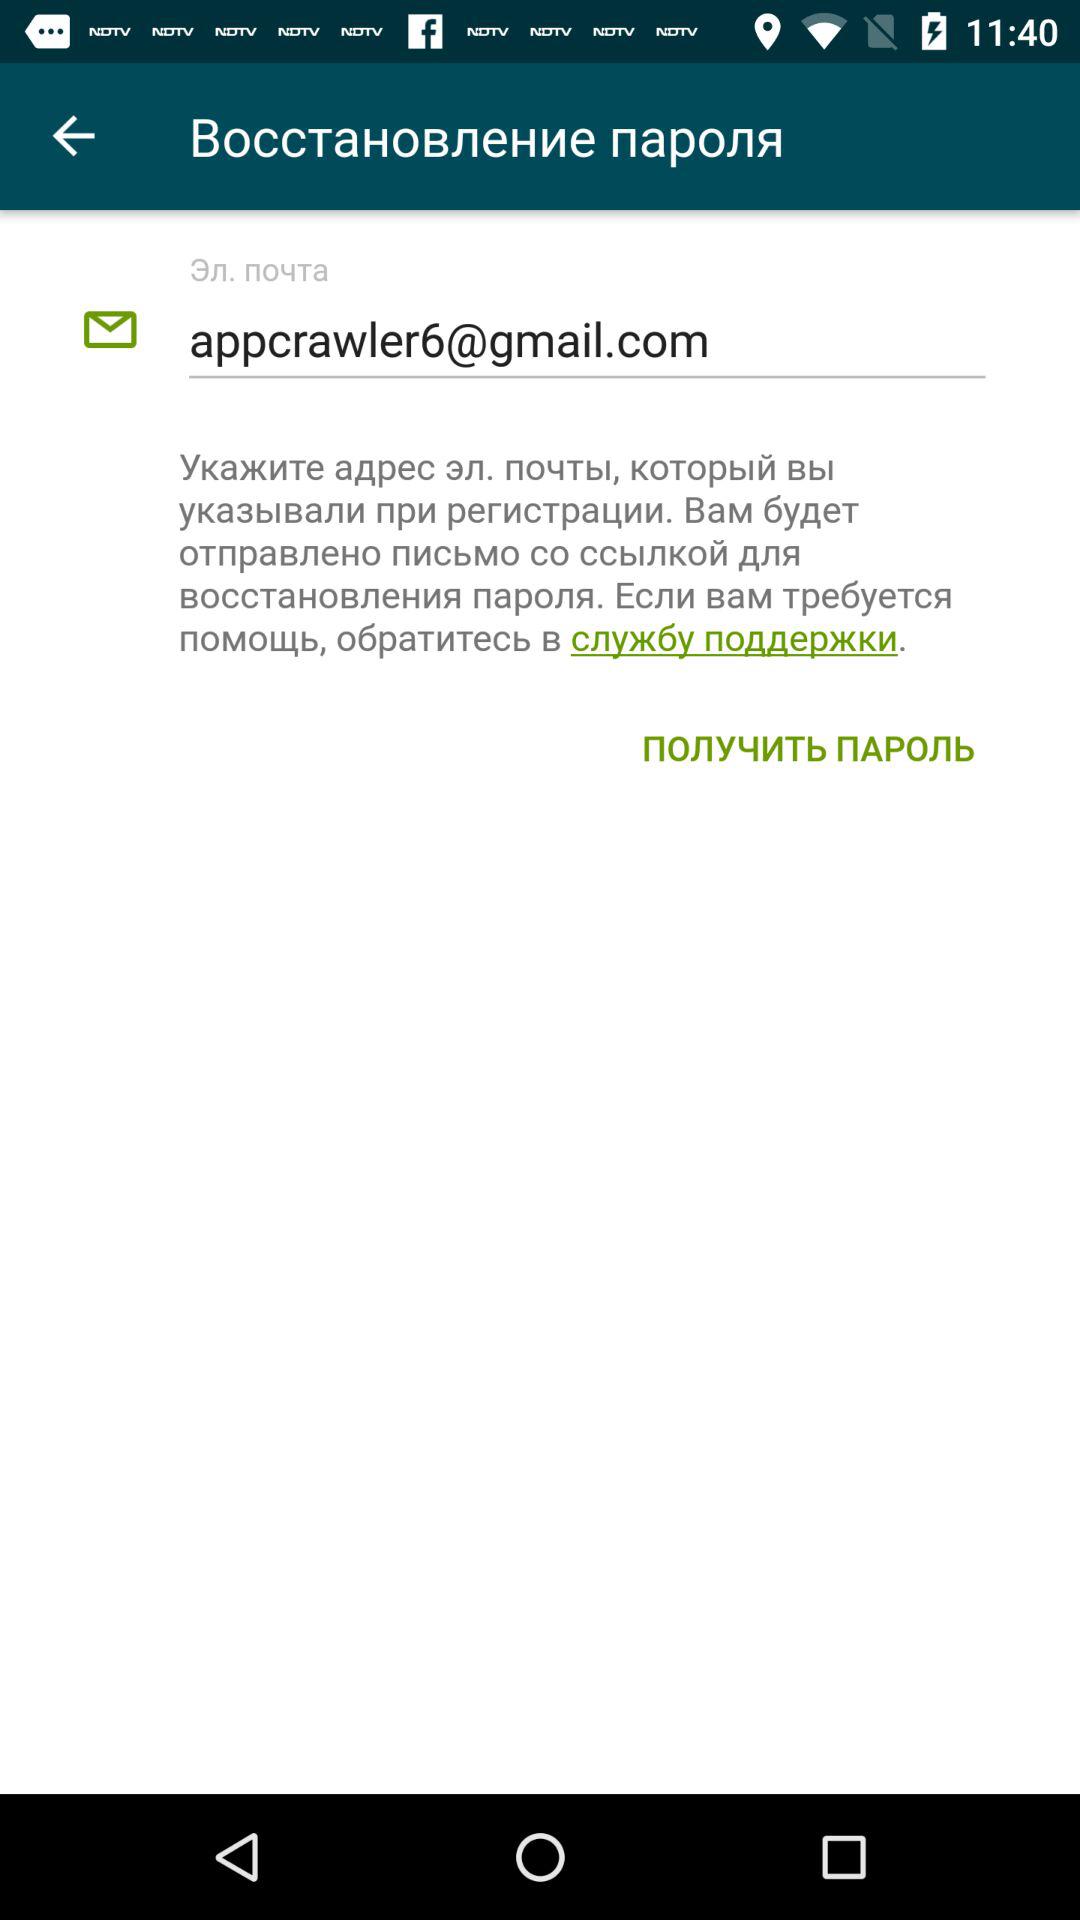 NDTV NDTV NDTV NDTV NDTV NDTV NDTV NDTV NDTV 11:40
Восстановление пароля
Эл. почта
appcrawler6@gmail.com
Укажите адрес эл. почты, который вы
указывали при регистрации. Вам будет
отправлено письмо со ссылкой для
восстановления пароля. Если вам требуется
помощь, обратитесь в службу поддержки.
ПОЛУЧИТЬ ПАРОЛЬ